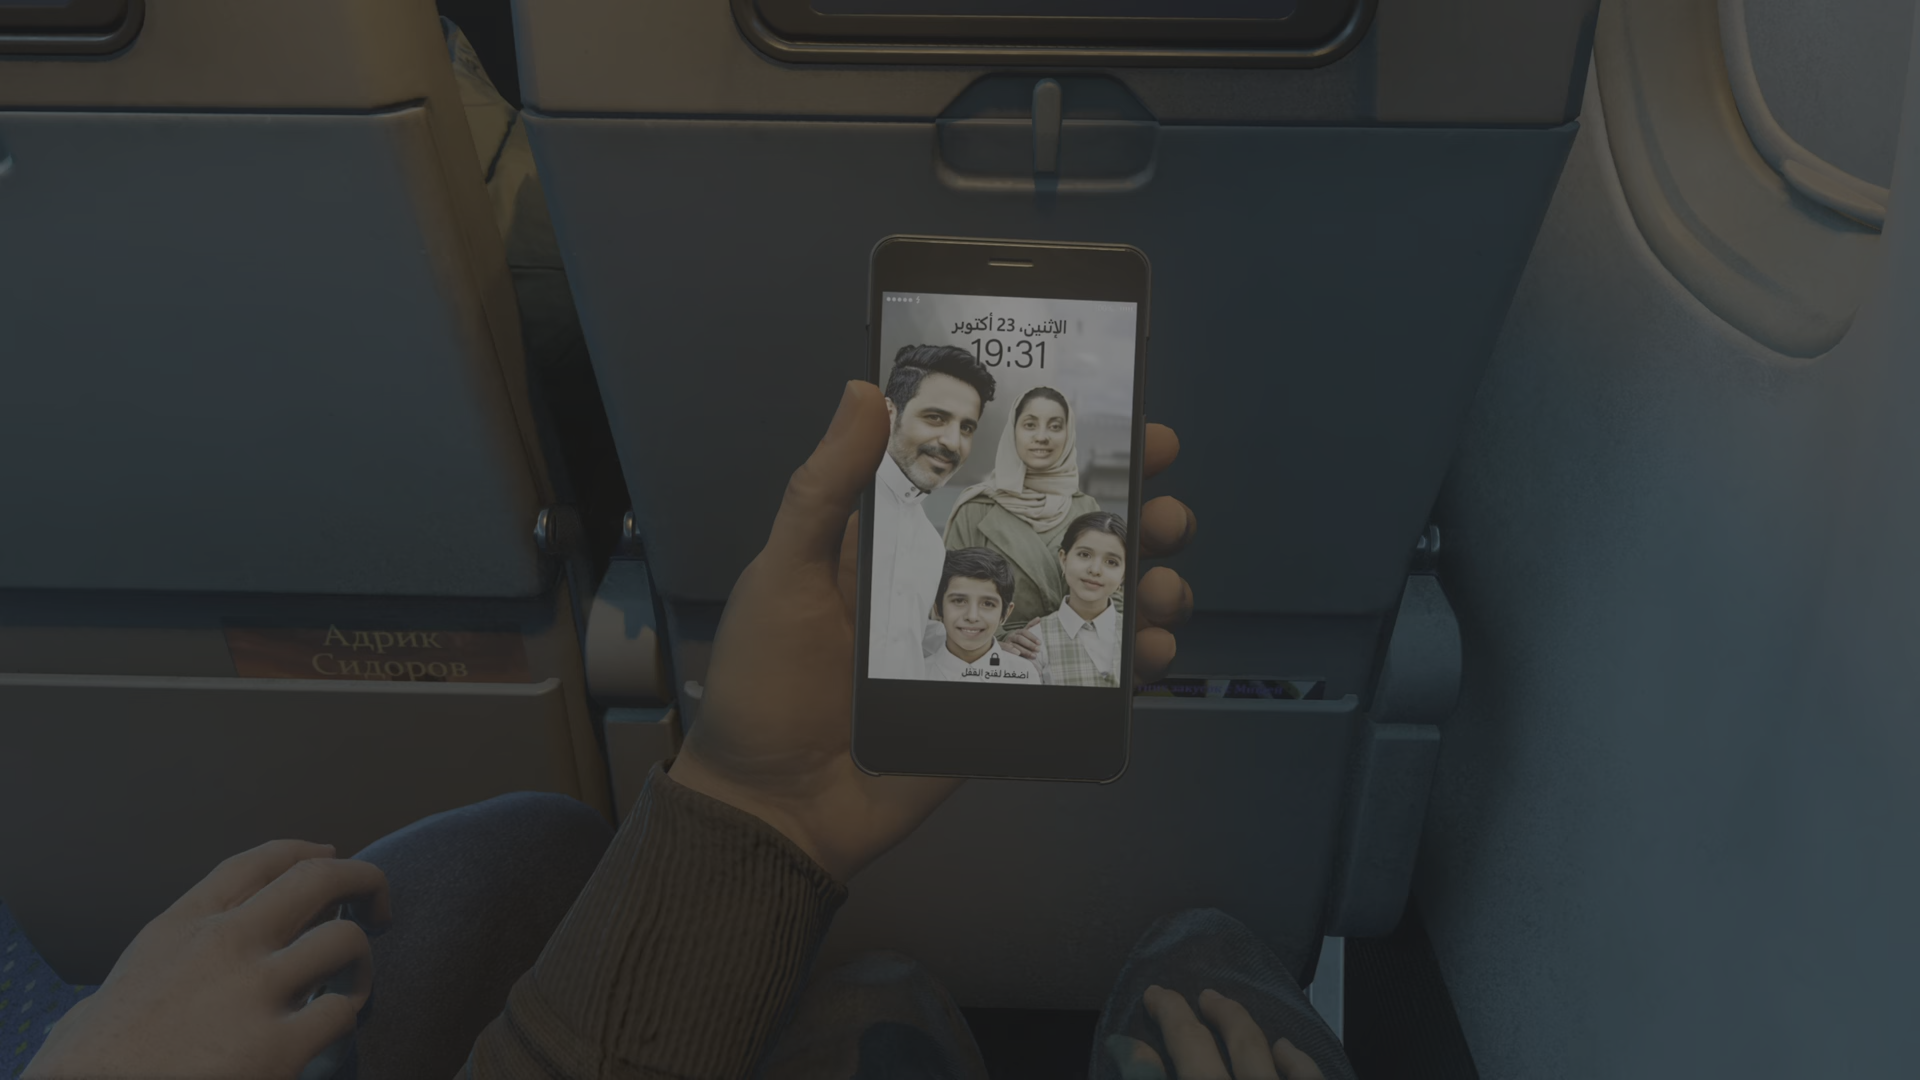 الإثنين، 23 أكتوبر
19:31
اضغط لفتح القفل
Адрик
Сидоров